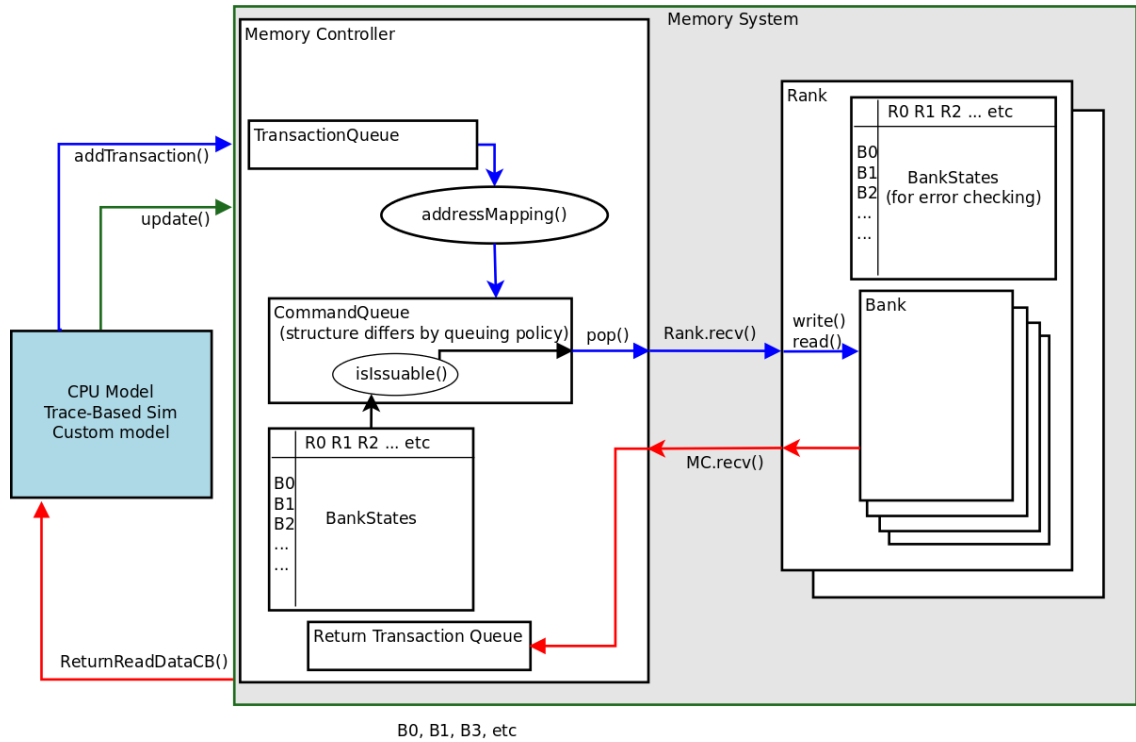 Memory System
Memory Controller
Rank
R0 R1 R2 ... etc
B0
B1
B2
...
...
BankStates
(for error checking)
TransactionQueue
addTransaction()
update()
addressMapping()
CommandQueue
(structure differs by queuing policy)
isIssuable()
pop()
Rank.recv()
write()
read()
Bank
CPU Model
Trace-Based Sim
Custom model
R0 R1 R2 ... etc
B0
B1
B2
...
...
BankStates
MC.recv()
Return Transaction Queue
ReturnReadDataCB()
B0, B1, B3, etc